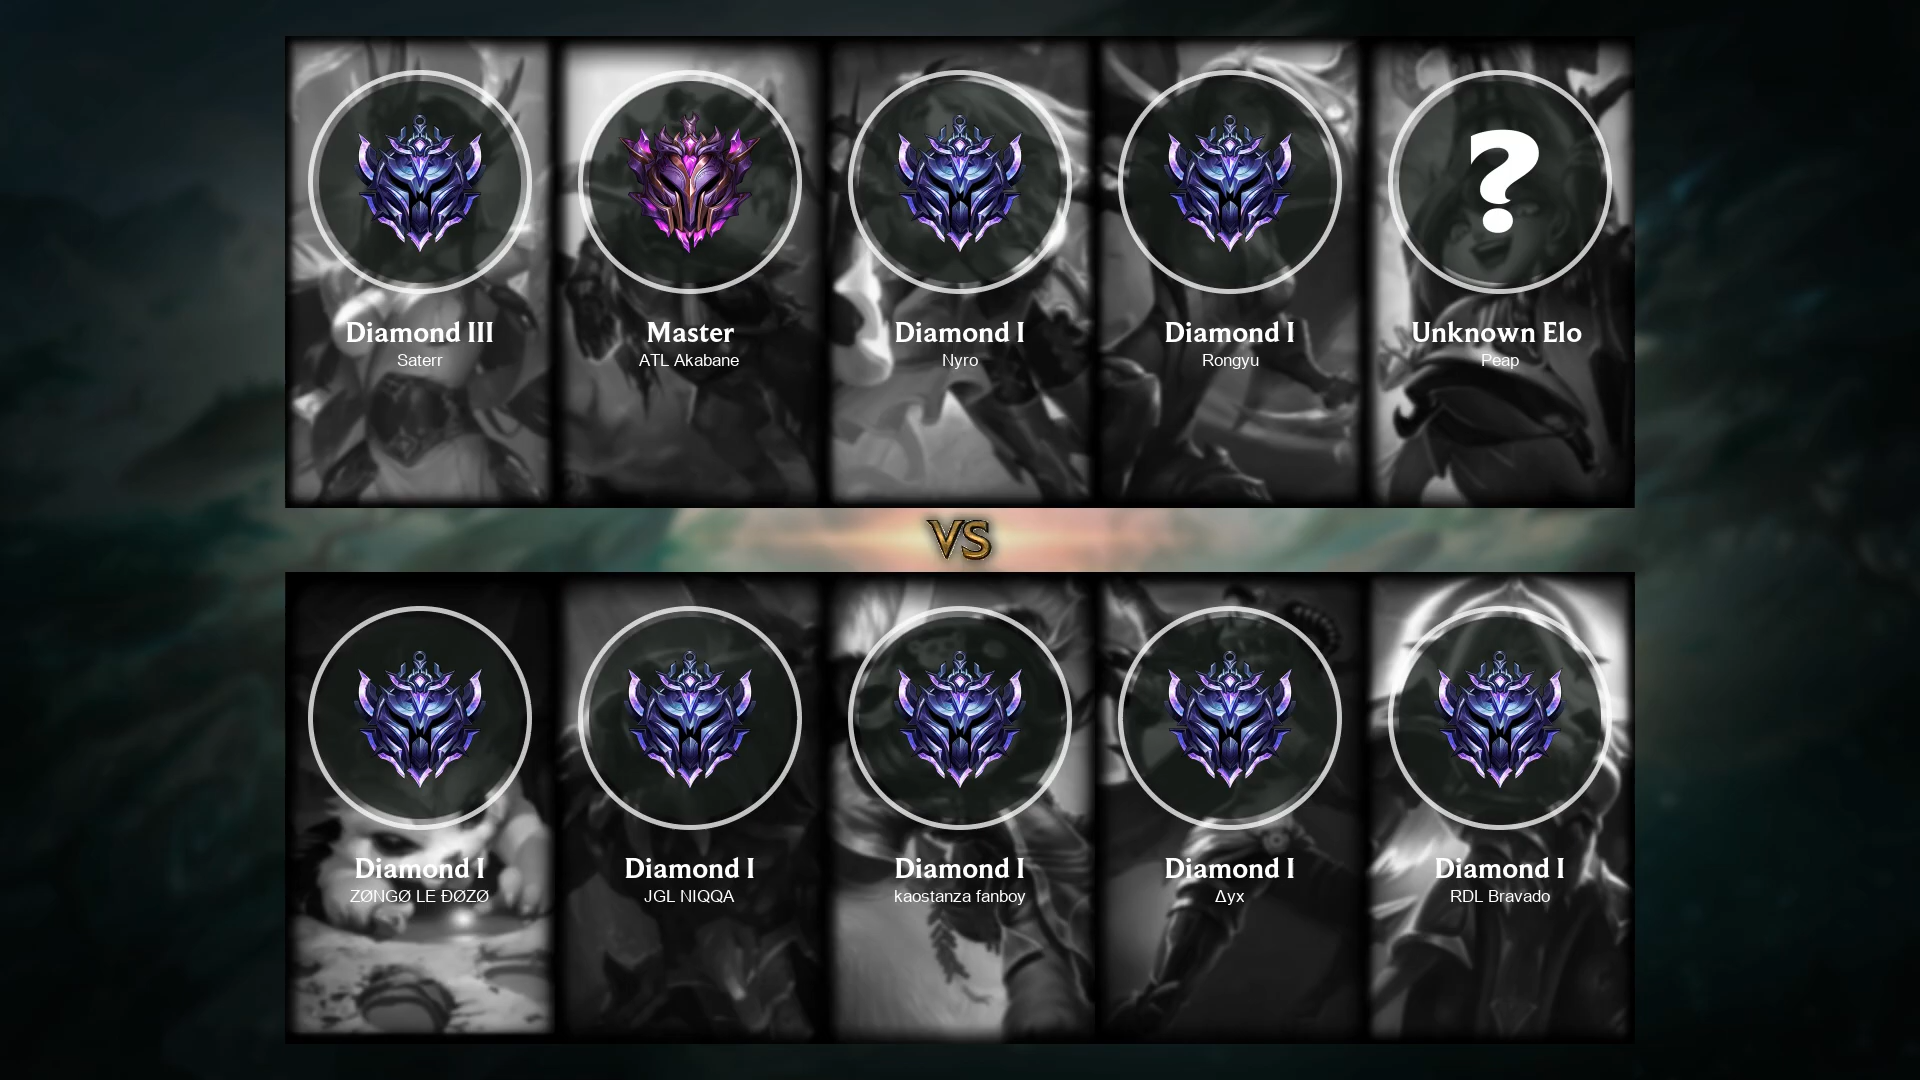 Diamond III
Saterr
Master
ATL Akabane
Diamond I
Nyro
Diamond I
Rongyu
?
Unknown Elo
Peap
VS
Diamond I
ZØNGØ LE ÐØZØ
Diamond I
JGL NIQQA
Diamond I
kaostanza fanboy
Diamond I
Δyx
Diamond I
RDL Bravado